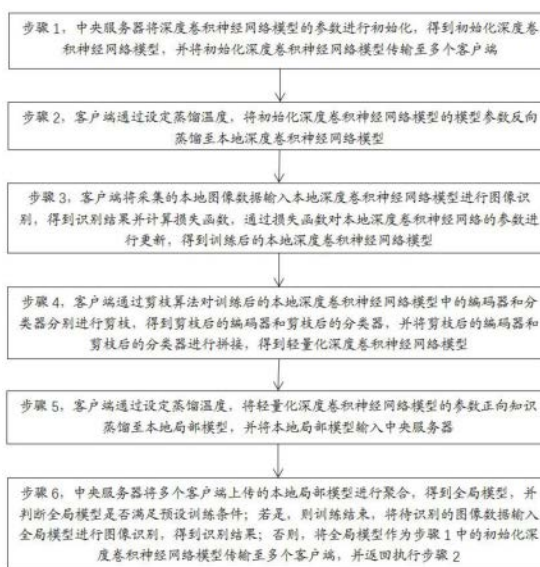 步骤 1，中央服务器将深度卷积神经网络模型的参数进行初始化，得到初始化深度卷
积神经网络模型，并将初始化深度卷积神经网络模型传输至多个客户端
步骤 2，客户端通过设定蒸馏温度，将初始化深度卷积神经网络模型的模型参数反向
蒸馏至本地深度卷积神经网络模型
步骤 3，客户端将采集的本地图像数据输入本地深度卷积神经网络模型进行图像识
别，得到识别结果并计算损失函数，通过损失函数对本地深度卷积神经网络的参数进
行更新，得到训练后的本地深度卷积神经网络模型
步骤 4，客户端通过剪枝算法对训练后的本地深度卷积神经网络模型中的编码器和分
类器分别进行剪枝，得到剪枝后的编码器和剪枝后的分类器，并将剪枝后的编码器和
剪枝后的分类器进行拼接，得到轻量化深度卷积神经网络模型
步骤 5，客户端通过设定蒸馏温度，将轻量化深度卷积神经网络模型的参数正向知识
蒸馏至本地局部模型，并将本地局部模型输入中央服务器
步骤 6，中央服务器将多个客户端上传的本地局部模型进行聚合，得到全局模型，并
判断全局模型是否满足预设训练条件；若是，则训练结束，将待识别的图像数据输入
全局模型进行图像识别，得到识别结果；否则，将全局模型作为步骤 1 中的初始化深
度卷积神经网络模型传输至多个客户端，并返回执行步骤 2